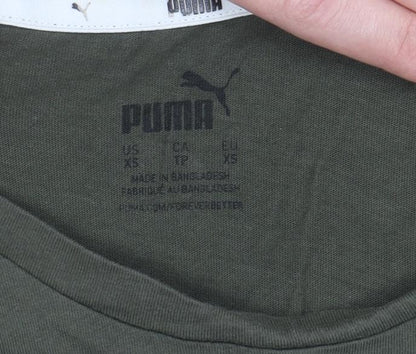 PUMA
PUMA
US CA EU
XS TP XS
MADE IN BANGLADESH
FABRIQUÉ AU BANGLADESH
PUMA.COM/FOREVERBETTER